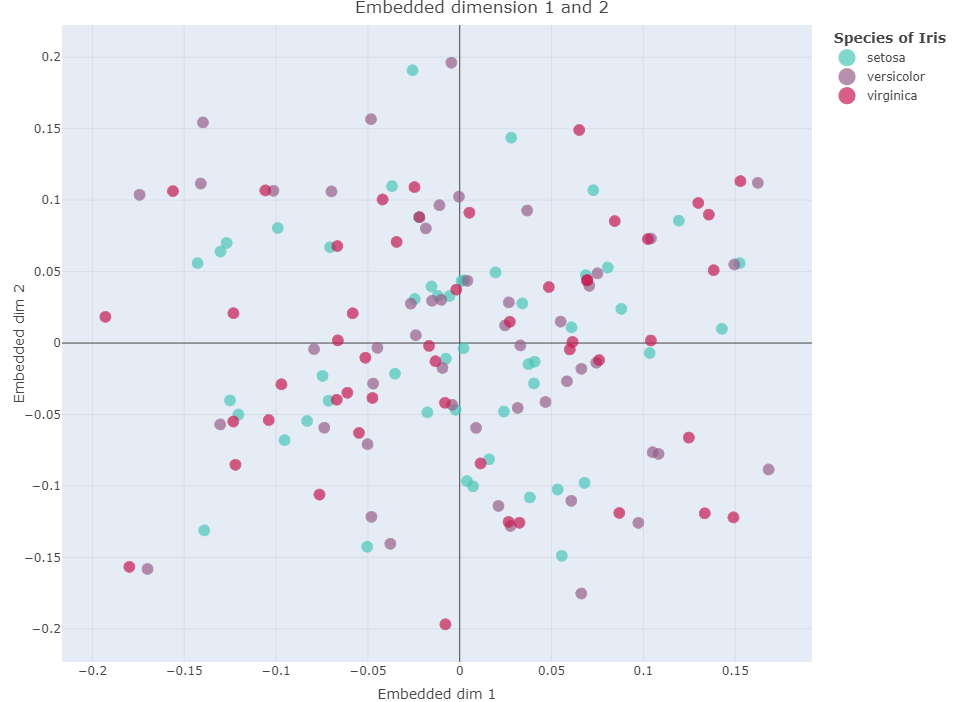 Embedded dimension 1 and 2
Species of Iris
setosa
versicolor
virginica
0.2
0.15
0.1
0.05
0
−0.05
−0.1
−0.15
−0.2
Embedded dim 2
−0.2
−0.15
−0.1
−0.05
0
0.05
0.1
0.15
Embedded dim 1